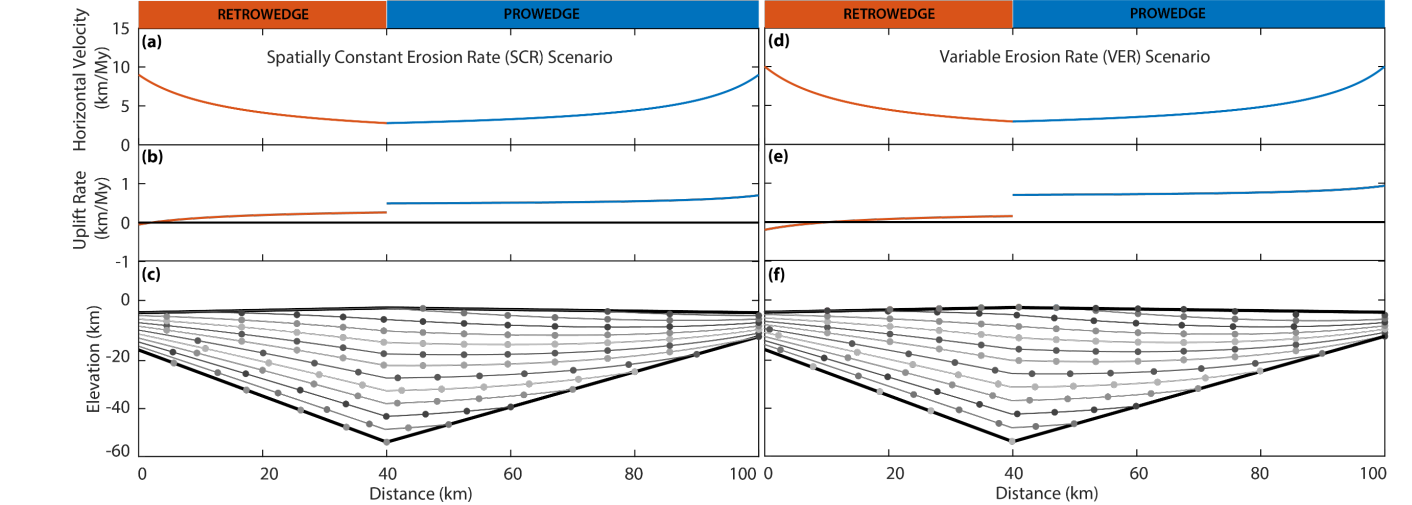 RETROWEDGE PROWEDGE RETROWEDGE PROWEDGE
(a) Spatially Constant Erosion Rate (SCR) Scenario
(d) Variable Erosion Rate (VER) Scenario
Horizontal Velocity
(km/My)
15
10
5
0
(b)
(e)
Uplift Rate
(km/My)
1
0
-1
(c)
(f)
Elevation (km)
0
-20
-40
-60
0 20 40 60 80 100
0 20 40 60 80 100
Distance (km)
Distance (km)